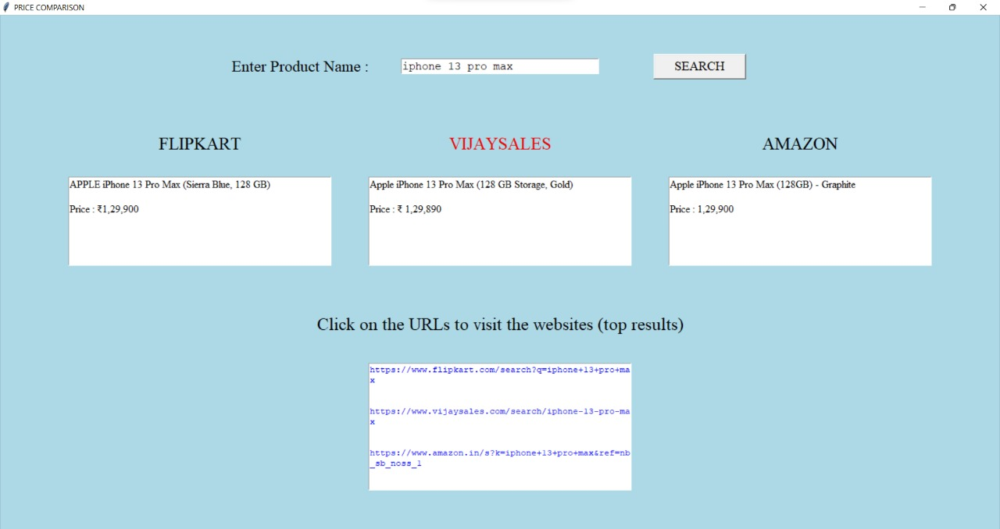 PRICE COMPARISON
Enter Product Name :
iphone 13 pro max
SEARCH
FLIPKART
VIJAYSALES
AMAZON
APPLE iPhone 13 Pro Max (Sierra Blue, 128 GB)
Price : ₹1,29,900
Apple iPhone 13 Pro Max (128 GB Storage, Gold)
Price : ₹ 1,29,890
Apple iPhone 13 Pro Max (128GB) - Graphite
Price : 1,29,900
Click on the URLs to visit the websites (top results)
https://www.flipkart.com/search?q=iphone+13+pro+ma
x
https://www.vijaysales.com/search/iphone-13-pro-ma
x
https://www.amazon.in/s?k=iphone+13+pro+max&ref=nb
_sb_noss_1